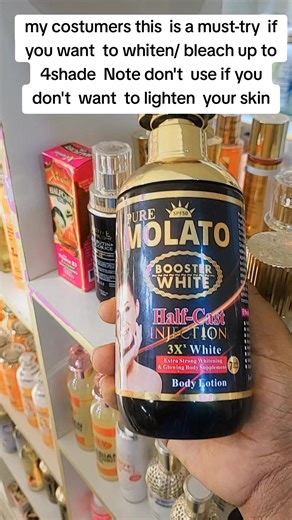 my costumers this is a must-try if
you want to whiten/ bleach up to
4shade Note don't use if you
don't want to lighten your skin
PURE
SPF50
MOLATO
BOOSTER
WHITE
Half-Cast
INJECTION
3X' White
Extra Strong Whitening
& Glowing Body Supplement
Body Lotion